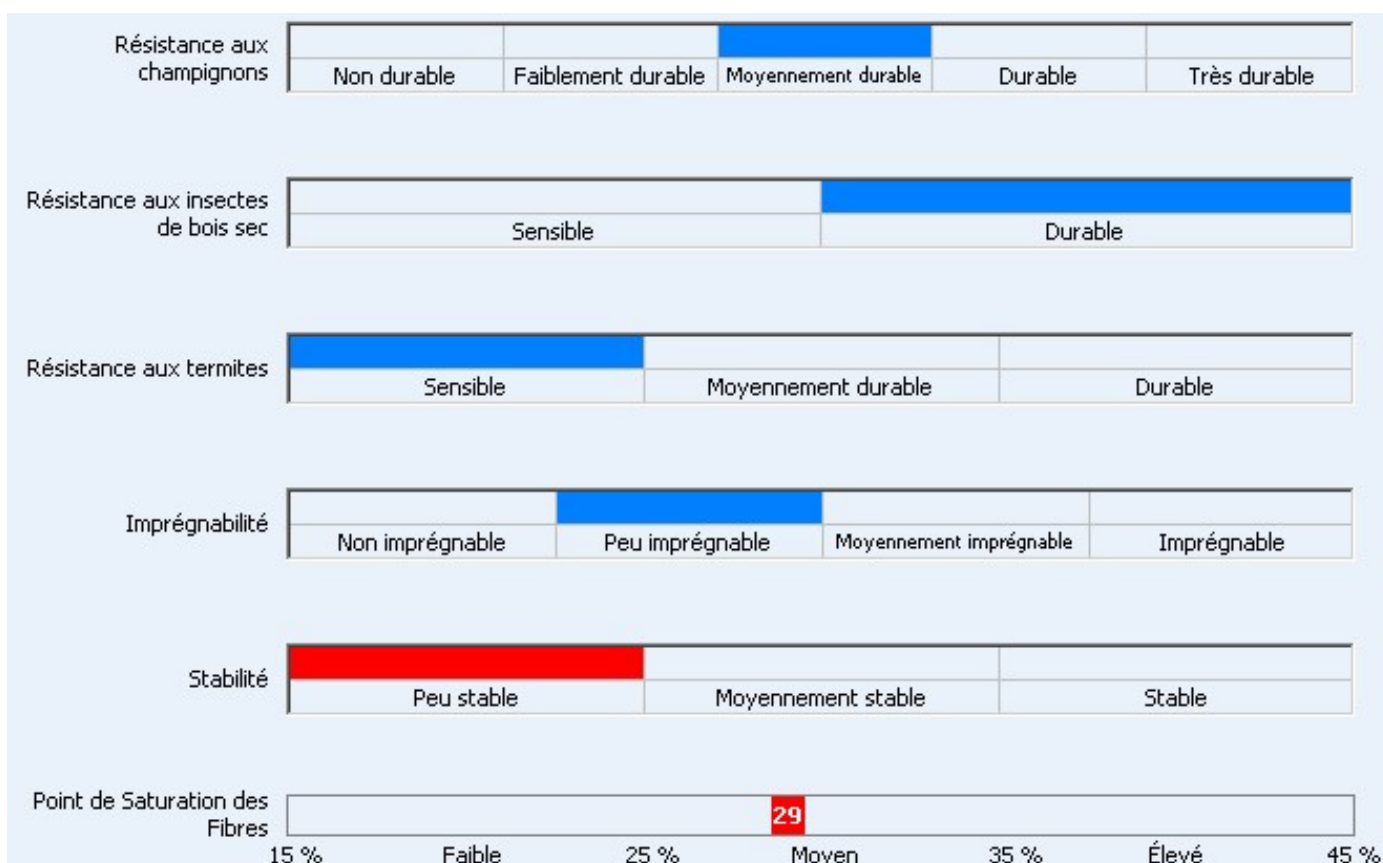 Résistance aux
champignons
Non durable Faiblement durable Moyennement durable Durable Très durable
Résistance aux insectes
de bois sec
Sensible Durable
Résistance aux termites
Sensible Moyennement durable Durable
Imprégnabilité
Non imprégnable Peu imprégnable Moyennement imprégnable Imprégnable
Stabilité
Peu stable Moyennement stable Stable
Point de Saturation des
Fibres
29
15 % Faible 25 % Moyen 35 % Élevé 45 %